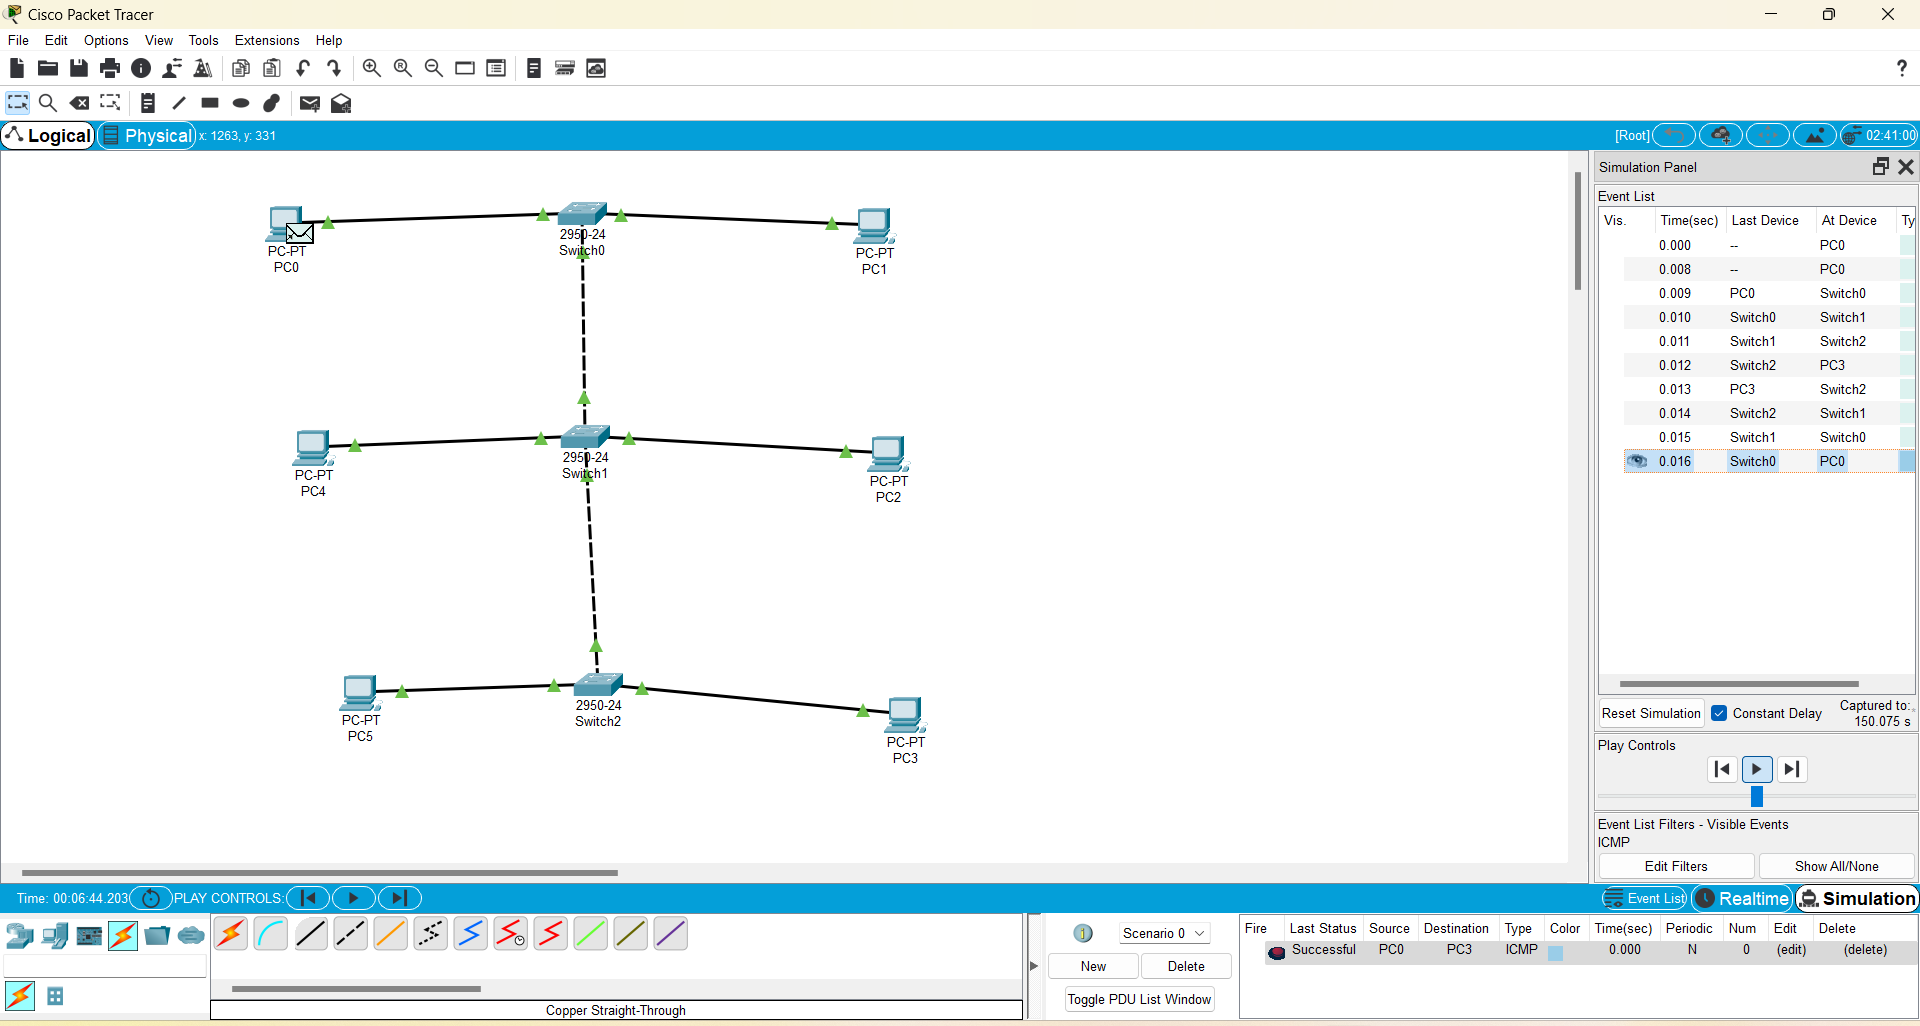 Cisco Packet Tracer
File Edit Options View Tools Extensions Help
Logical Physical x: 1263, y: 331 [Root] 02:41:00
PC-PT
PC0
2950-24
Switch0
PC-PT
PC1
PC-PT
PC4
2950-24
Switch1
PC-PT
PC2
PC-PT
PC5
2950-24
Switch2
PC-PT
PC3
Simulation Panel
Event List
Vis. Time(sec) Last Device At Device Ty
0.000 -- PC0
0.008 -- PC0
0.009 PC0 Switch0
0.010 Switch0 Switch1
0.011 Switch1 Switch2
0.012 Switch2 PC3
0.013 PC3 Switch2
0.014 Switch2 Switch1
0.015 Switch1 Switch0
0.016 Switch0 PC0
Reset Simulation Constant Delay Captured to:
150.075 s
Play Controls
Event List Filters - Visible Events
ICMP
Edit Filters Show All/None
Time: 00:06:44.203 PLAY CONTROLS: Event List Realtime Simulation
Copper Straight-Through
Scenario 0
New Delete
Toggle PDU List Window
Fire Last Status Source Destination Type Color Time(sec) Periodic Num Edit Delete
Successful PC0 PC3 ICMP 0.000 N 0 (edit) (delete)